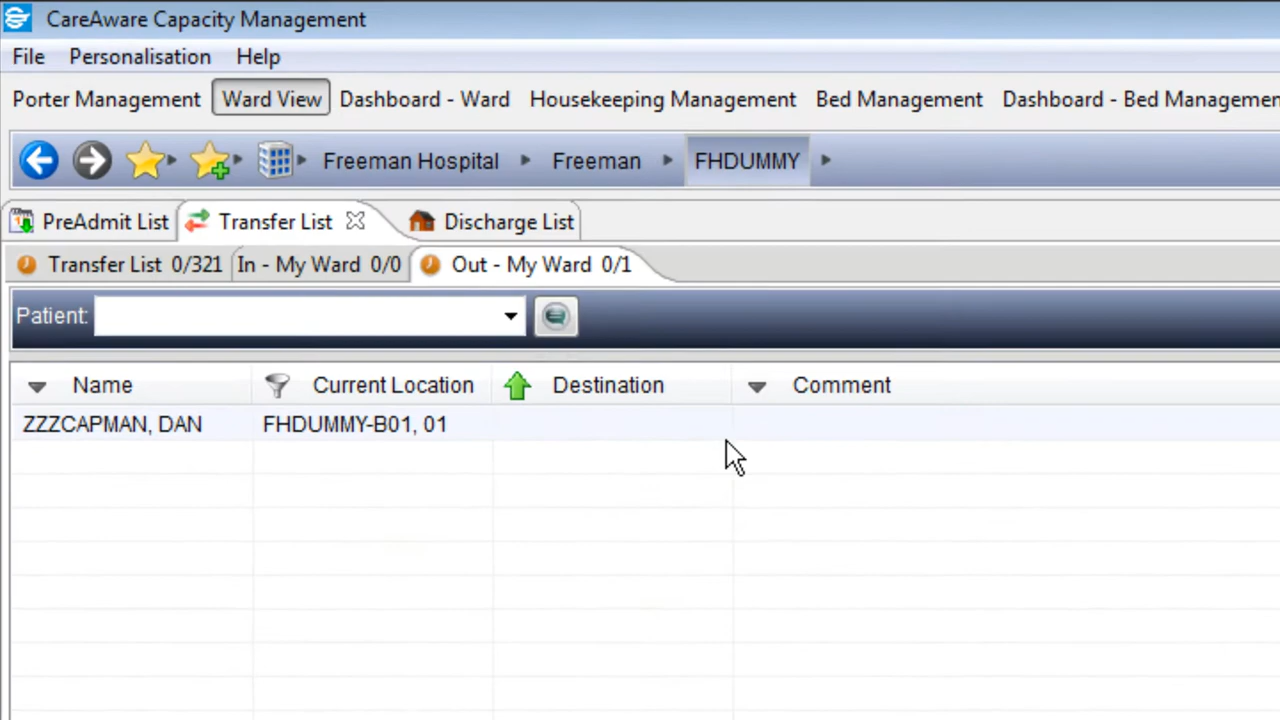 CareAware Capacity Management
File Personalisation Help
Porter Management Ward View Dashboard - Ward Housekeeping Management Bed Management Dashboard - Bed Managemen
Freeman Hospital Freeman FHDUMMY
PreAdmit List Transfer List Discharge List
Transfer List 0/321 In - My Ward 0/0 Out - My Ward 0/1
Patient:
Name Current Location Destination Comment
ZZZCAPMAN, DAN FHDUMMY-B01, 01